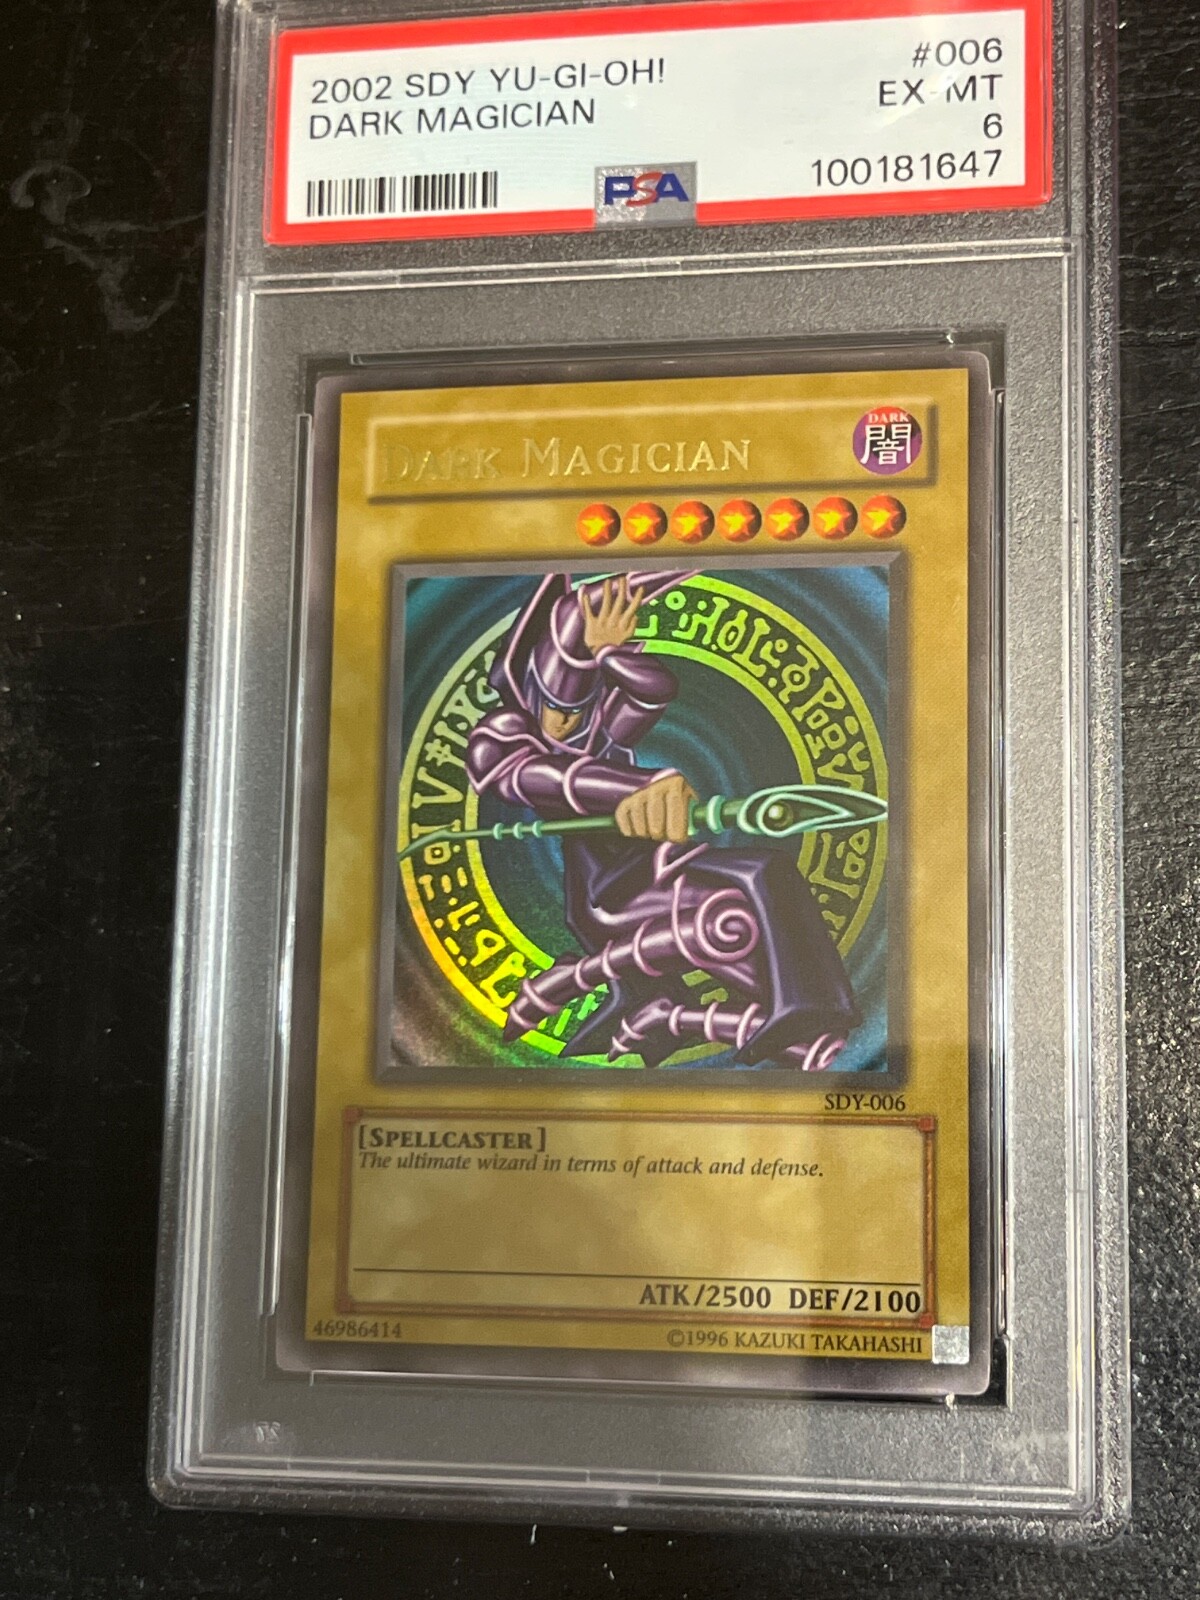 2002 SDY YU-GI-OH! #006
DARK MAGICIAN EX-MT
6
PSA 100181647
DARK MAGICIAN
DARK
闇
SDY-006
[SPELLCASTER]
The ultimate wizard in terms of attack and defense.
ATK/2500 DEF/2100
46986414 ©1996 KAZUKI TAKAHASHI